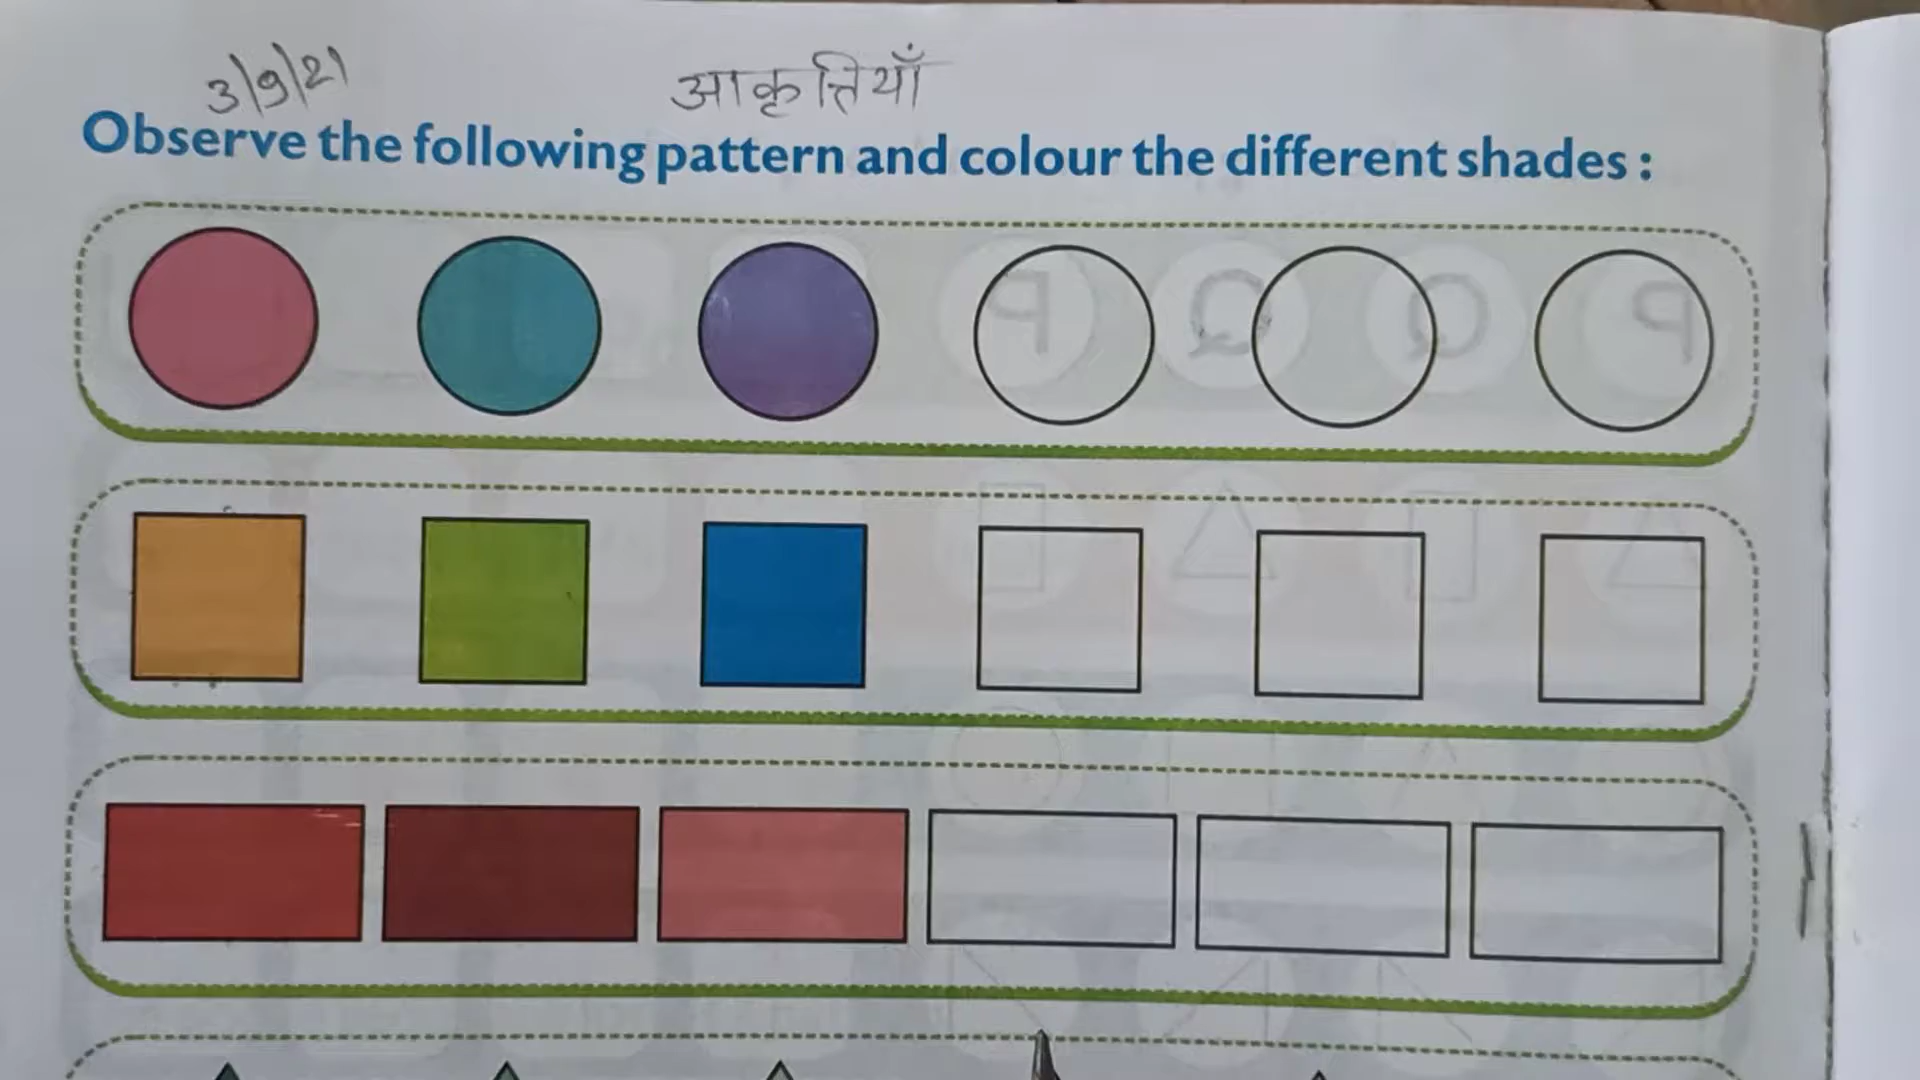 3/9/21 आकृत्तियाँ
Observe the following pattern and colour the different shades :